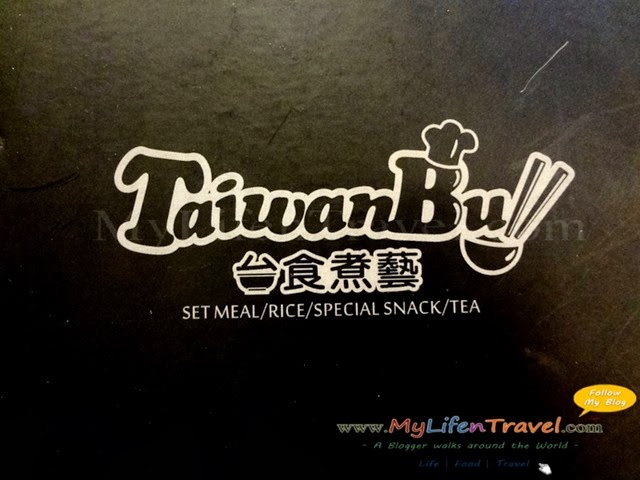 TaiwanBu
台食煮藝
SET MEAL/RICE/SPECIAL SNACK/TEA
Follow
My Blog
www.MyLifenTravel.com
- A Blogger walks around the World -
Life | Food | Travel